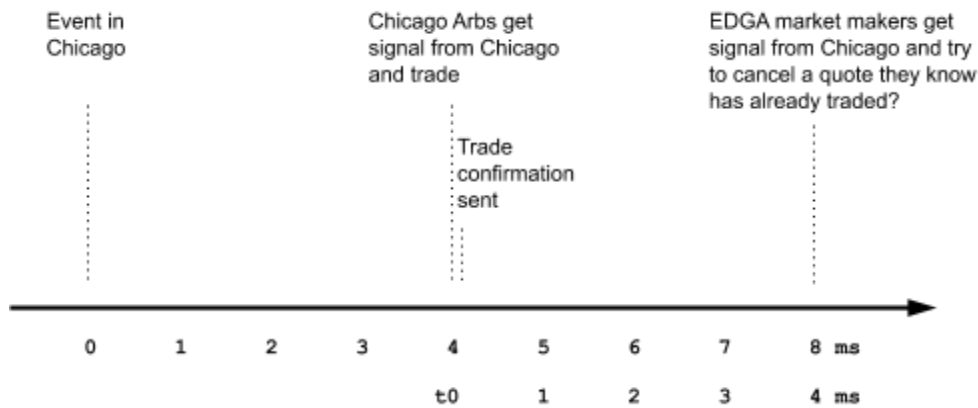 Event in
Chicago
Chicago Arbs get
signal from Chicago
and trade
EDGA market makers get
signal from Chicago and try
to cancel a quote they know
has already traded?
Trade
confirmation
sent
0 1 2 3 4 5 6 7 8 ms
t0 1 2 3 4 ms